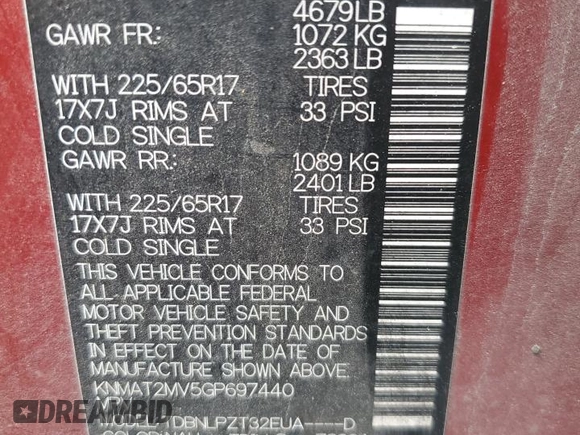 4679LB
GAWR FR: 1072 KG
2363 LB
WITH 225/65R17 TIRES
17X7J RIMS AT 33 PSI
COLD SINGLE
GAWR RR: 1089 KG
2401 LB
WITH 225/65R17 TIRES
17X7J RIMS AT 33 PSI
COLD SINGLE
THIS VEHICLE CONFORMS TO
ALL APPLICABLE FEDERAL
MOTOR VEHICLE SAFETY AND
THEFT PREVENTION STANDARDS
IN EFFECT ON THE DATE OF
MANUFACTURE SHOWN ABOVE.
KNMAT2MV5GP697440
DREAMBID